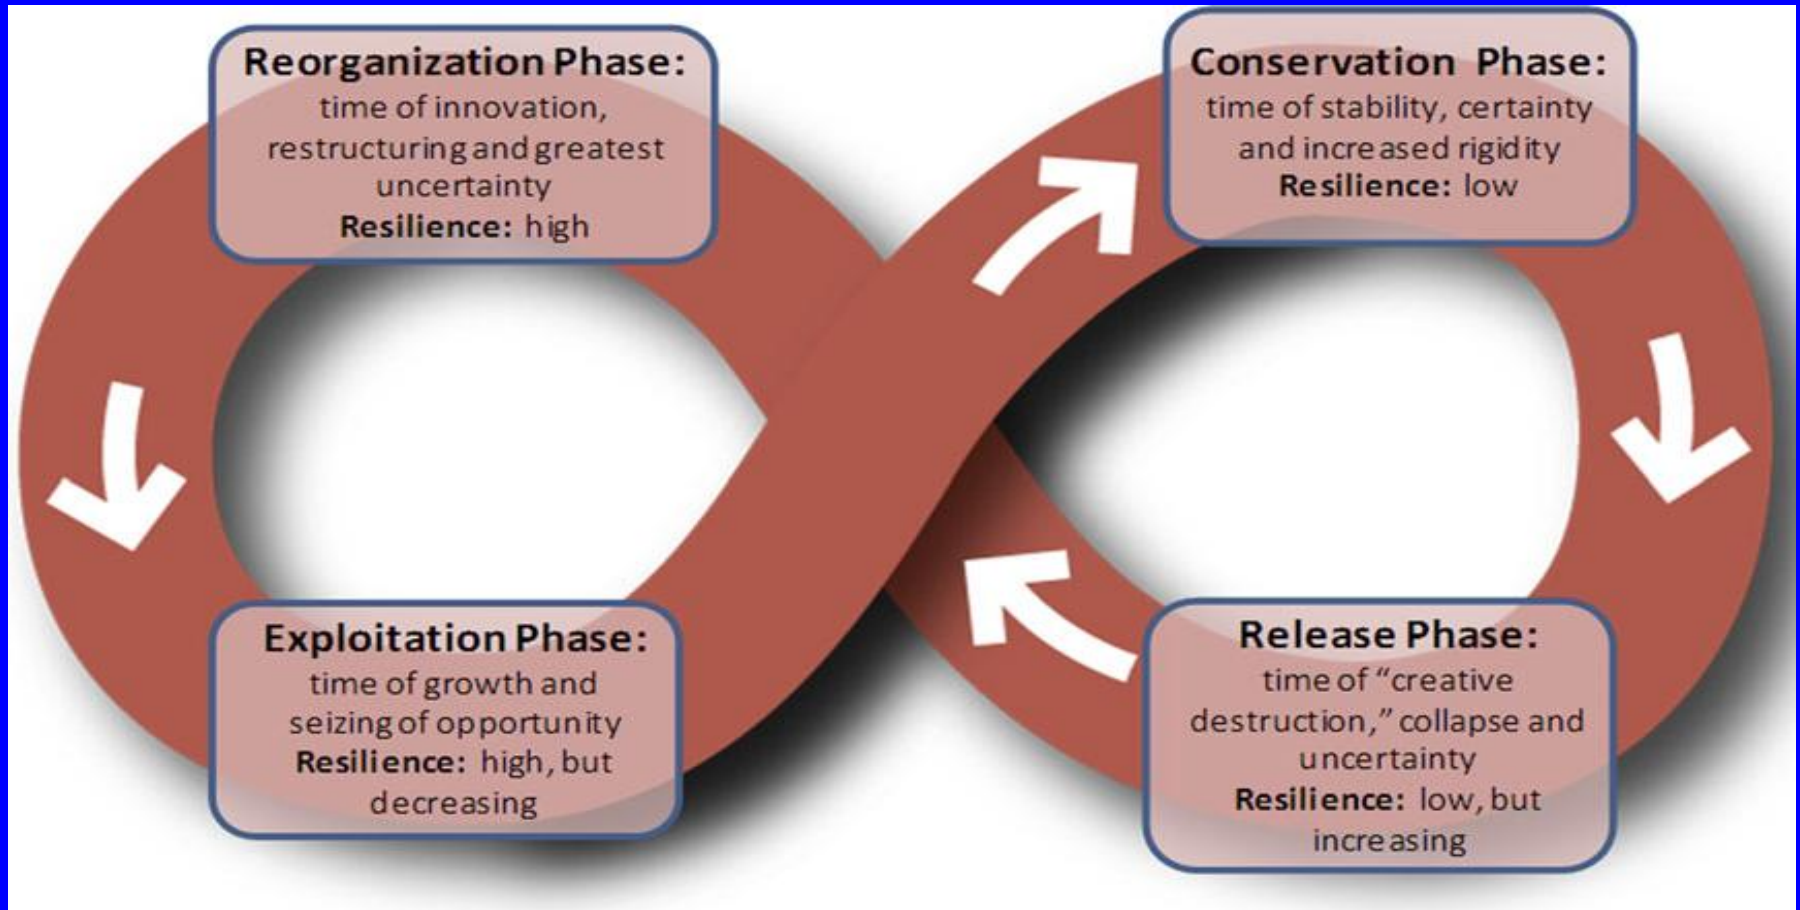 Reorganization Phase:
time of innovation,
restructuring and greatest
uncertainty
Resilience: high
Conservation Phase:
time of stability, certainty
and increased rigidity
Resilience: low
Exploitation Phase:
time of growth and
seizing of opportunity
Resilience: high, but
decreasing
Release Phase:
time of “creative
destruction,” collapse and
uncertainty
Resilience: low, but
increasing